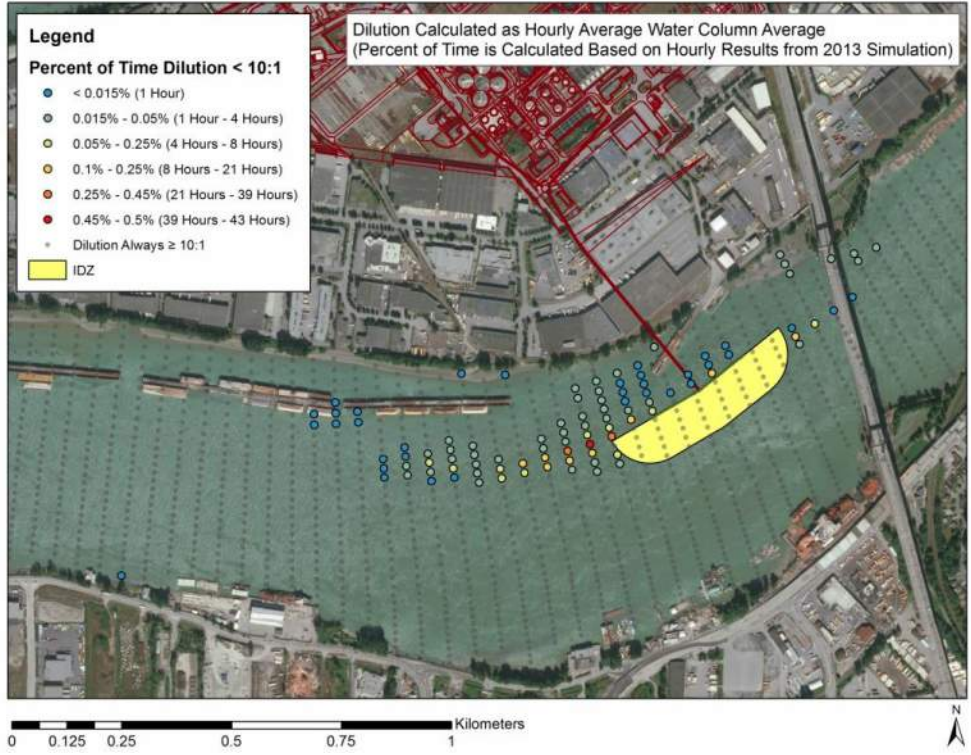 Legend
Percent of Time Dilution < 10:1
< 0.015% (1 Hour)
0.015% - 0.05% (1 Hour - 4 Hours)
0.05% - 0.25% (4 Hours - 8 Hours)
0.1% - 0.25% (8 Hours - 21 Hours)
0.25% - 0.45% (21 Hours - 39 Hours)
0.45% - 0.5% (39 Hours - 43 Hours)
Dilution Always ≥ 10:1
IDZ
Dilution Calculated as Hourly Average Water Column Average
(Percent of Time is Calculated Based on Hourly Results from 2013 Simulation)
Kilometers
0 0.125 0.25 0.5 0.75 1
N